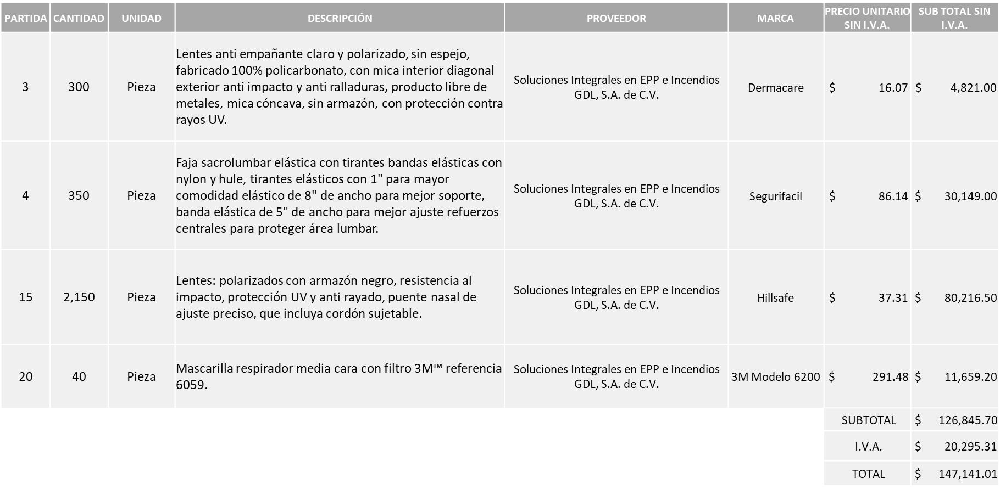 PARTIDA CANTIDAD UNIDAD DESCRIPCIÓN PROVEEDOR MARCA PRECIO UNITARIO SIN I.V.A. SUB TOTAL SIN I.V.A.
3 300 Pieza
Lentes anti empañante claro y polarizado, sin espejo,
fabricado 100% policarbonato, con mica interior diagonal
exterior anti impacto y anti ralladuras, producto libre de
metales, mica cóncava, sin armazón, con protección contra
rayos UV.
Soluciones Integrales en EPP e Incendios
GDL, S.A. de C.V.
Dermacare $ 16.07 $ 4,821.00
4 350 Pieza
Faja sacrolumbar elástica con tirantes bandas elásticas con
nylon y hule, tirantes elásticos con 1" para mayor
comodidad elástico de 8" de ancho para mejor soporte,
banda elástica de 5" de ancho para mejor ajuste refuerzos
centrales para proteger área lumbar.
Soluciones Integrales en EPP e Incendios
GDL, S.A. de C.V.
Segurifacil $ 86.14 $ 30,149.00
15 2,150 Pieza
Lentes: polarizados con armazón negro, resistencia al
impacto, protección UV y anti rayado, puente nasal de
ajuste preciso, que incluya cordón sujetable.
Soluciones Integrales en EPP e Incendios
GDL, S.A. de C.V.
Hillsafe $ 37.31 $ 80,216.50
20 40 Pieza
Mascarilla respirador media cara con filtro 3M™ referencia
6059.
Soluciones Integrales en EPP e Incendios
GDL, S.A. de C.V.
3M Modelo 6200 $ 291.48 $ 11,659.20
SUBTOTAL $ 126,845.70
I.V.A. $ 20,295.31
TOTAL $ 147,141.01